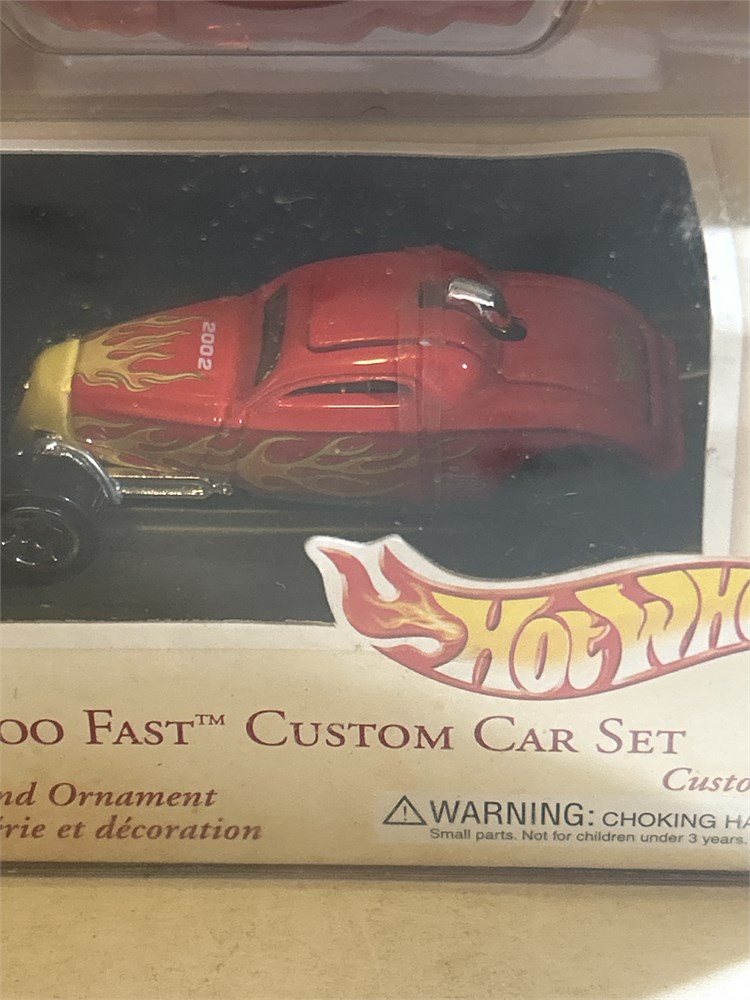 2002
HOT WH
OO FAST™ CUSTOM CAR SET
nd Ornament
Custo
érie et décoration
WARNING: CHOKING HA
Small parts. Not for children under 3 years.